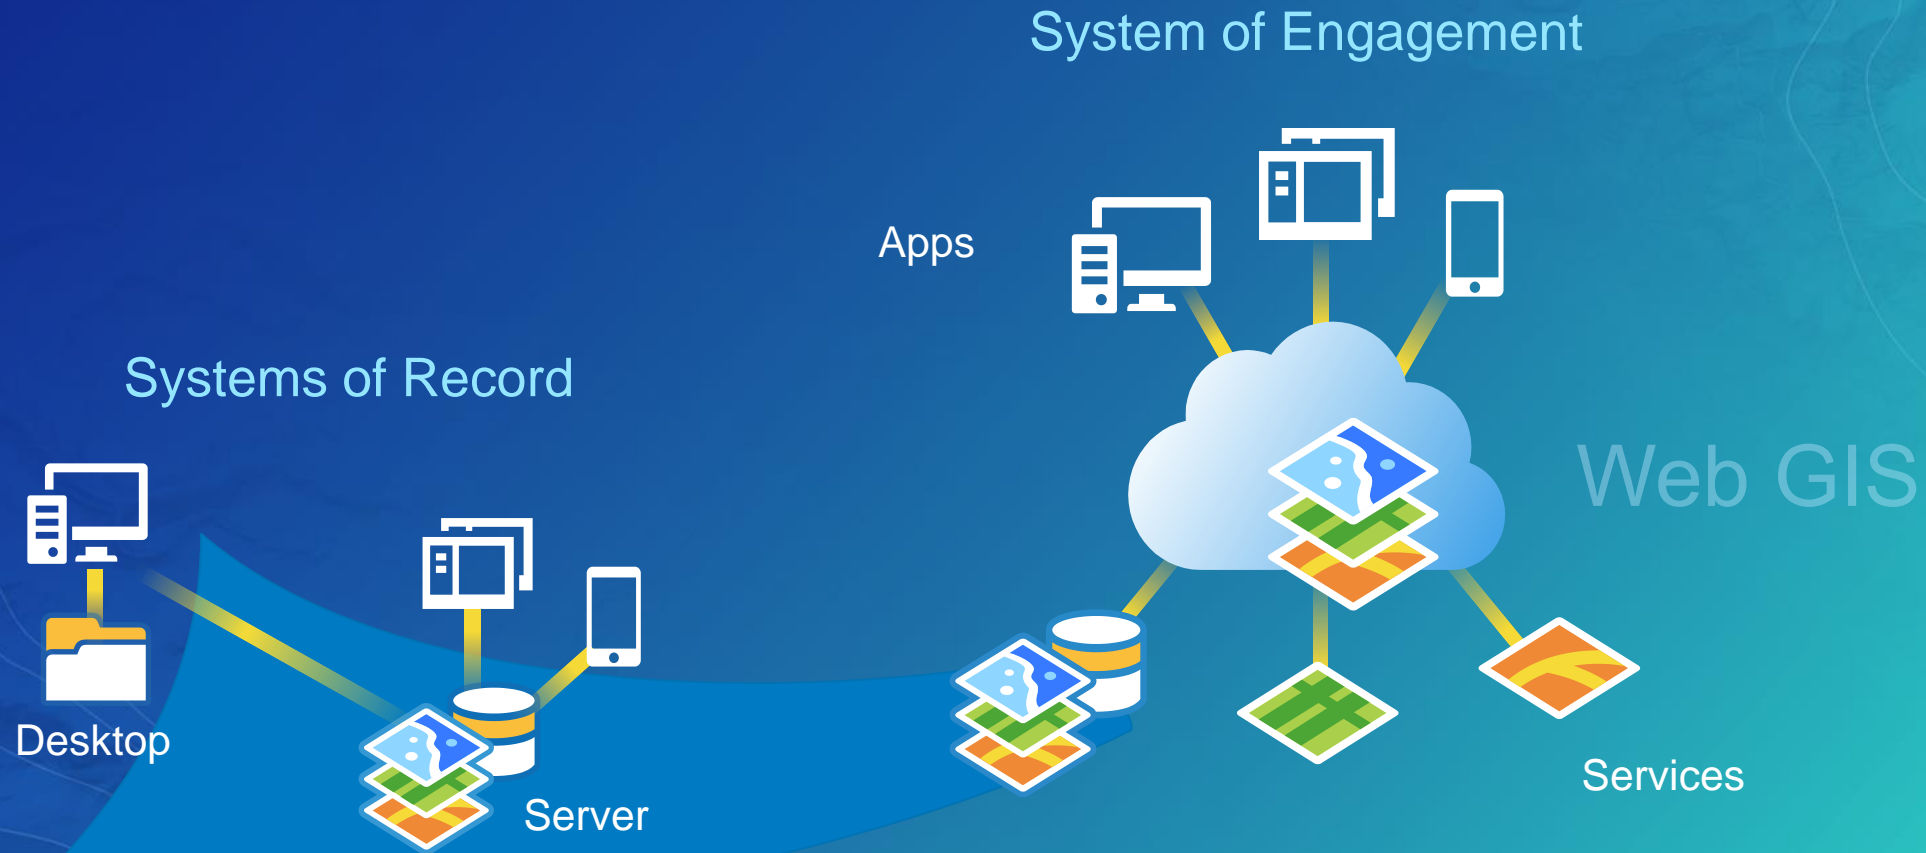 System of Engagement
Apps
Systems of Record
Web GIS
Desktop
Services
Server